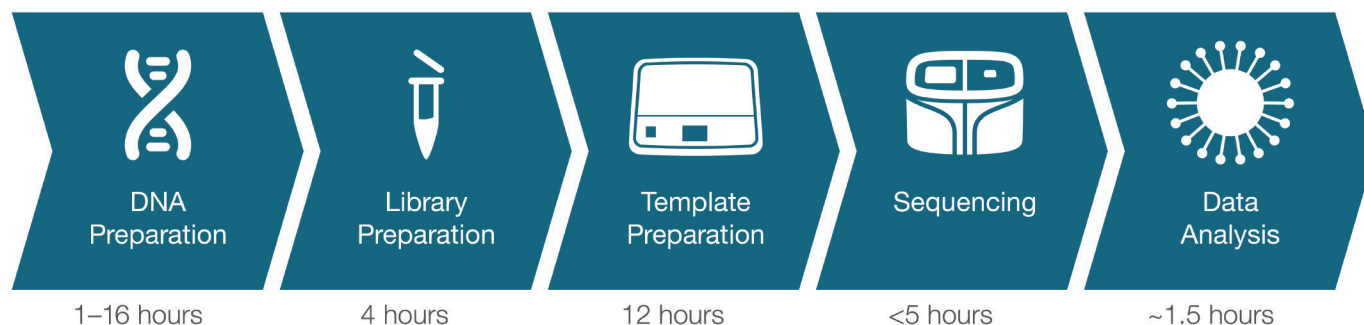 DNA
Preparation
Library
Preparation
Template
Preparation
Sequencing
Data
Analysis
1–16 hours
4 hours
12 hours
<5 hours
~1.5 hours